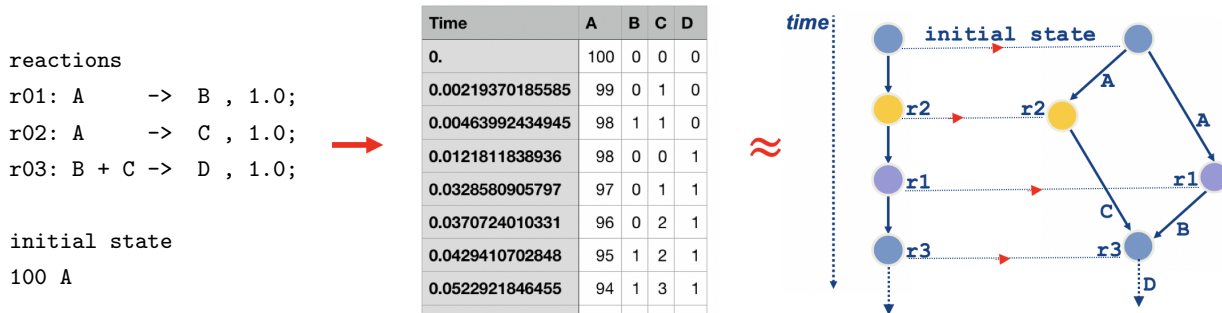 reactions
r01: A -> B , 1.0;
r02: A -> C , 1.0;
r03: B + C -> D , 1.0;
initial state
100 A
Time A B C D
0. 100 0 0 0
0.00219370185585 99 0 1 0
0.00463992434945 98 1 1 0
0.0121811838936 98 0 0 1
0.0328580905797 97 0 1 1
0.0370724010331 96 0 2 1
0.0429410702848 95 1 2 1
0.0522921846455 94 1 3 1
≈
time
initial state
A
A
r2 r2
r1 r1
C
B
r3 r3
D